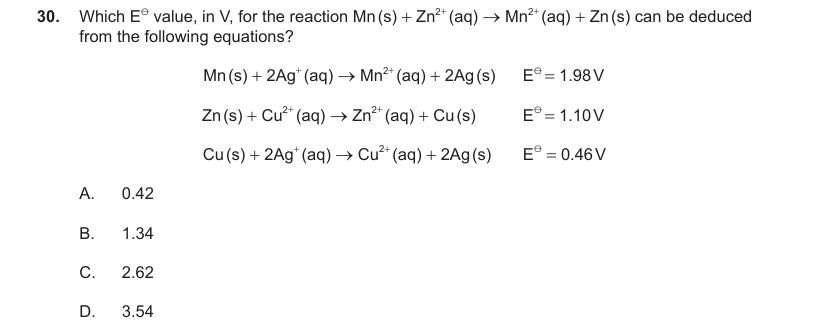 30. Which E⊖ value, in V, for the reaction Mn (s) + Zn²⁺ (aq) → Mn²⁺ (aq) + Zn (s) can be deduced
from the following equations?
Mn (s) + 2Ag⁺ (aq) → Mn²⁺ (aq) + 2Ag (s) E⊖ = 1.98 V
Zn (s) + Cu²⁺ (aq) → Zn²⁺ (aq) + Cu (s) E⊖ = 1.10 V
Cu (s) + 2Ag⁺ (aq) → Cu²⁺ (aq) + 2Ag (s) E⊖ = 0.46 V
A. 0.42
B. 1.34
C. 2.62
D. 3.54